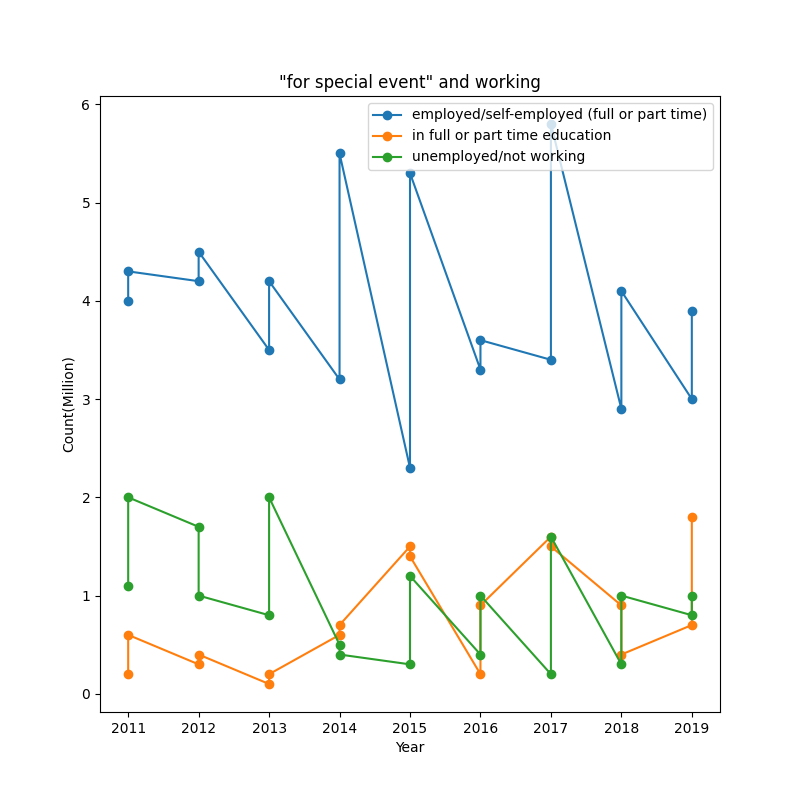 "for special event" and working
employed/self-employed (full or part time)
in full or part time education
unemployed/not working
Count(Million)
6
5
4
3
2
1
0
2011 2012 2013 2014 2015 2016 2017 2018 2019
Year